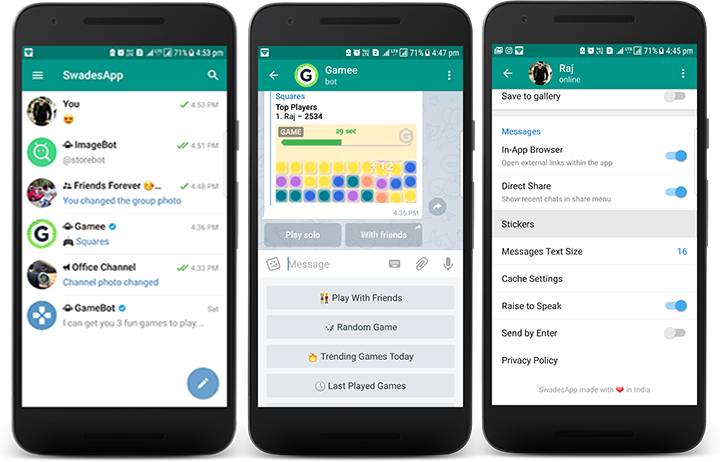 71% 4:53 PM
SwadesApp
You
4:53 PM
ImageBot
4:51 PM
@storebot
Friends Forever ...
4:48 PM
You changed the group photo
Gamee
4:36 PM
Squares
Office Channel
4:33 PM
Channel photo changed
GameBot
Sat
I can get you 3 fun games to play....
71% 4:47 pm
Gamee
bot
Squares
Top Players
1. Raj – 2534
GAME
29 sec
G
+12
4:36 PM
Play solo
With friends
Message
Play With Friends
Random Game
Trending Games Today
Last Played Games
71% 4:45 pm
Raj
online
Save to gallery
Messages
In-App Browser
Open external links within the app
Direct Share
Show recent chats in share menu
Stickers
Messages Text Size
16
Cache Settings
Raise to Speak
Send by Enter
Privacy Policy
SwadesApp made with ❤ in India